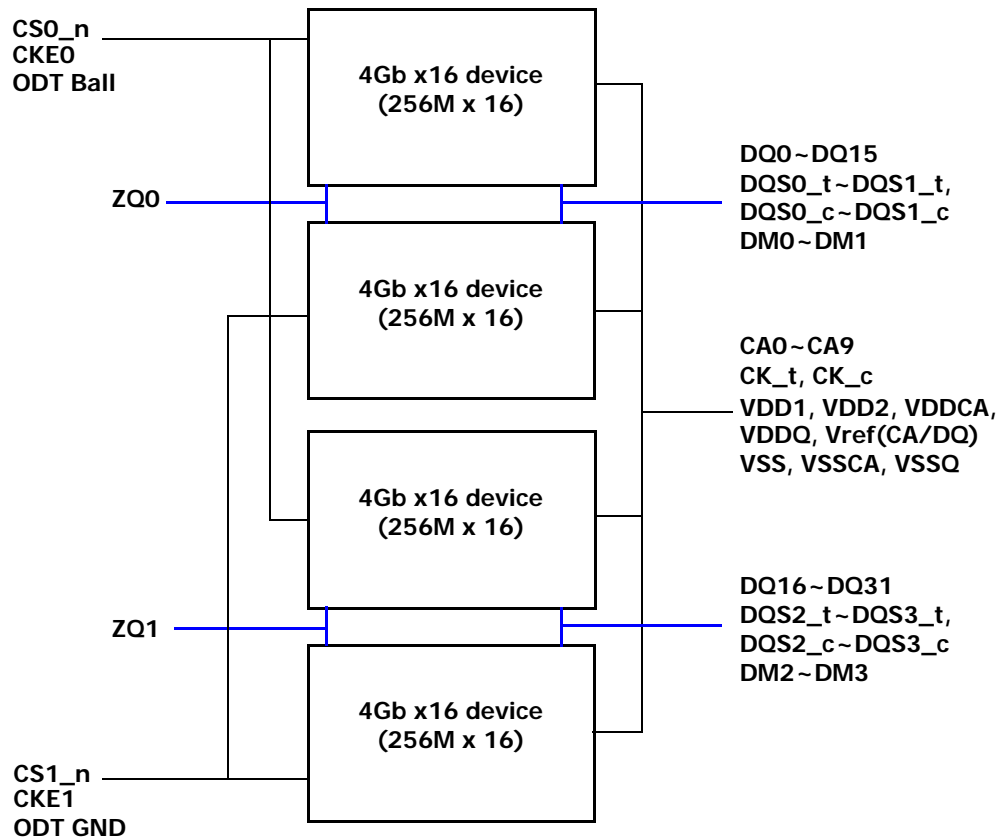 CS0_n
CKE0
ODT Ball
4Gb x16 device
(256M x 16)
ZQ0
DQ0~DQ15
DQS0_t~DQS1_t,
DQS0_c~DQS1_c
DM0~DM1
4Gb x16 device
(256M x 16)
CA0~CA9
CK_t, CK_c
VDD1, VDD2, VDDCA,
VDDQ, Vref(CA/DQ)
VSS, VSSCA, VSSQ
4Gb x16 device
(256M x 16)
ZQ1
DQ16~DQ31
DQS2_t~DQS3_t,
DQS2_c~DQS3_c
DM2~DM3
4Gb x16 device
(256M x 16)
CS1_n
CKE1
ODT GND